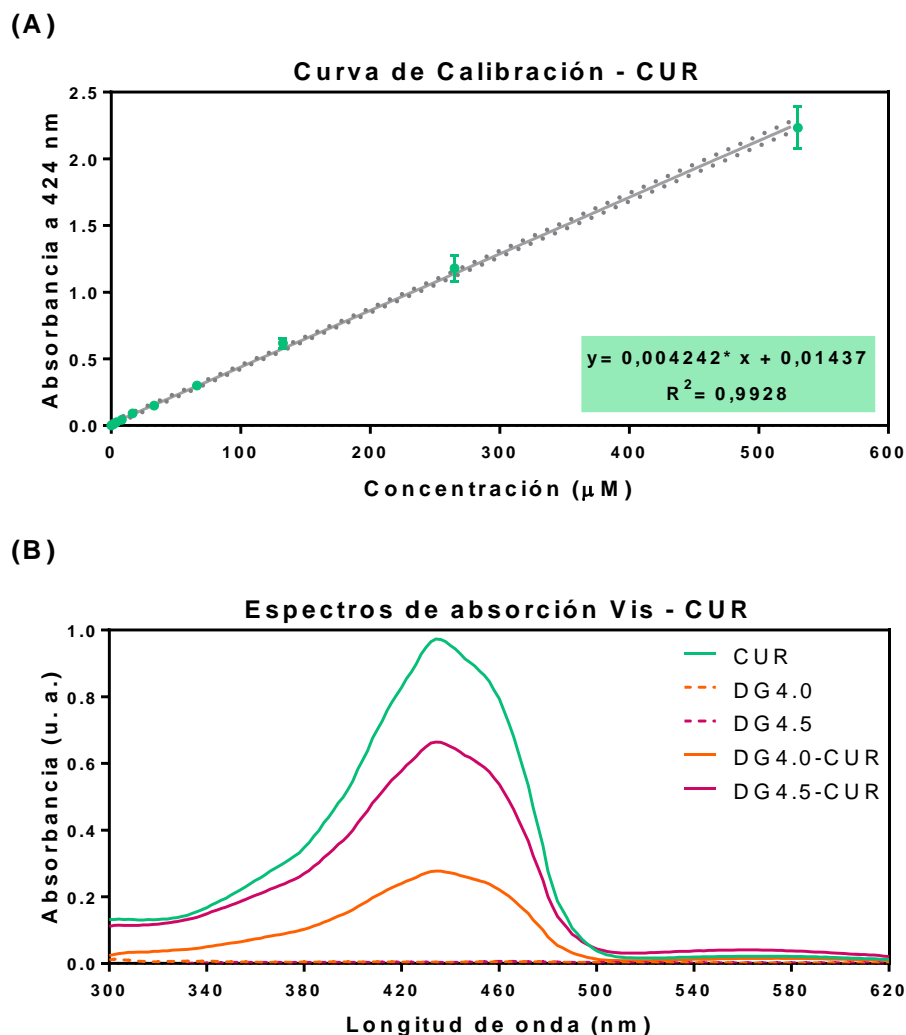 (A)
Curva de Calibración - CUR
2.5
2.0
1.5
1.0
0.5
0.0
Absorbancia a 424 nm
y= 0,004242* x + 0,01437
R²= 0,9928
0 100 200 300 400 500 600
Concentración (μM)
(B)
Espectros de absorción Vis - CUR
1.0
0.8
0.6
0.4
0.2
0.0
Absorbancia (u. a.)
CUR
DG4.0
DG4.5
DG4.0-CUR
DG4.5-CUR
300 340 380 420 460 500 540 580 620
Longitud de onda (nm)